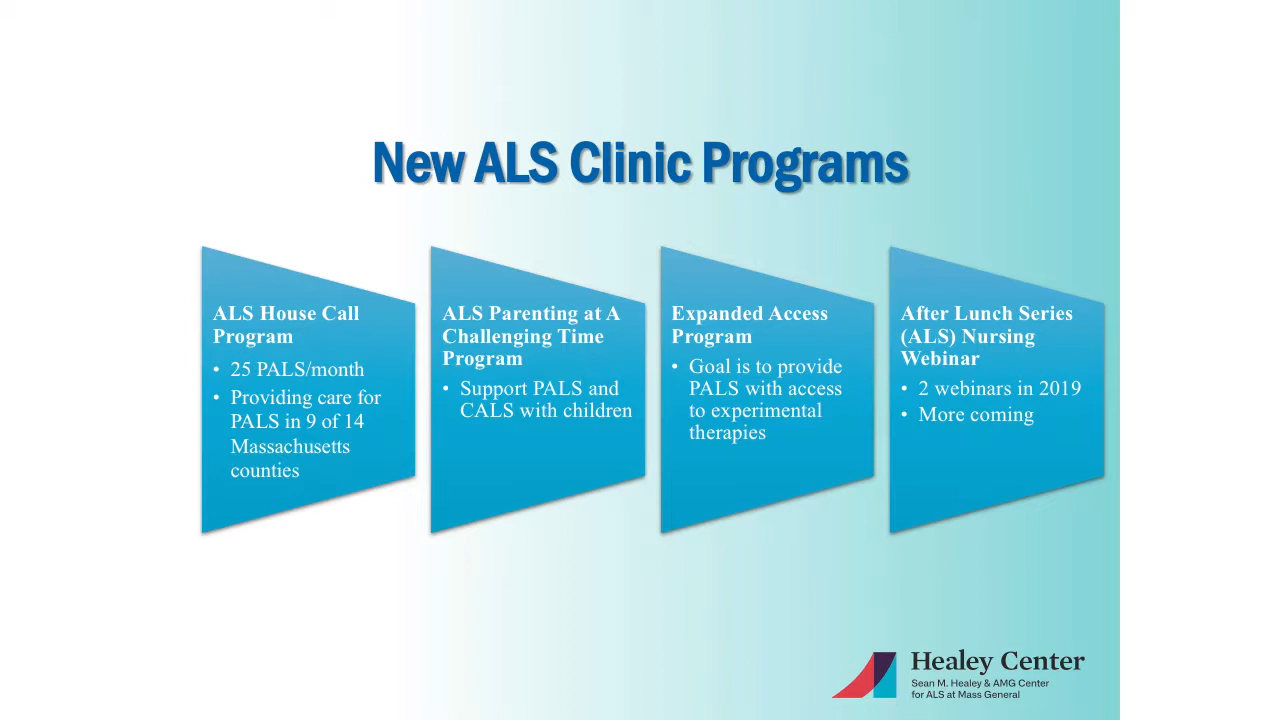 New ALS Clinic Programs
ALS House Call
Program
• 25 PALS/month
• Providing care for
PALS in 9 of 14
Massachusetts
counties
ALS Parenting at A
Challenging Time
Program
• Support PALS and
CALS with children
Expanded Access
Program
• Goal is to provide
PALS with access
to experimental
therapies
After Lunch Series
(ALS) Nursing
Webinar
• 2 webinars in 2019
• More coming
Healey Center
Sean M. Healey & AMG Center
for ALS at Mass General